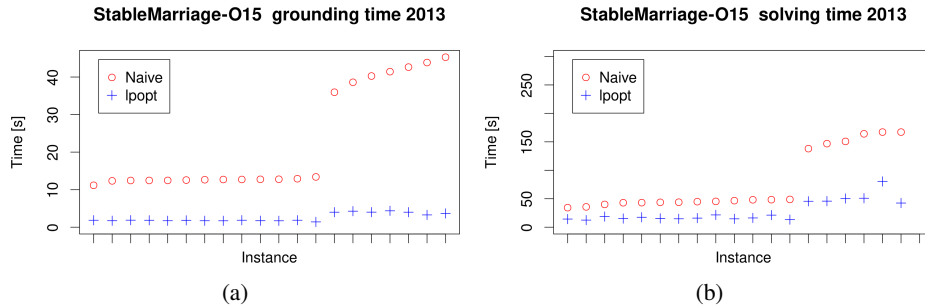 StableMarriage-O15 grounding time 2013
Time [s]
40
30
20
10
0
Naive
lpopt
Instance
(a)
StableMarriage-O15 solving time 2013
Time [s]
250
150
50
0
Naive
lpopt
Instance
(b)